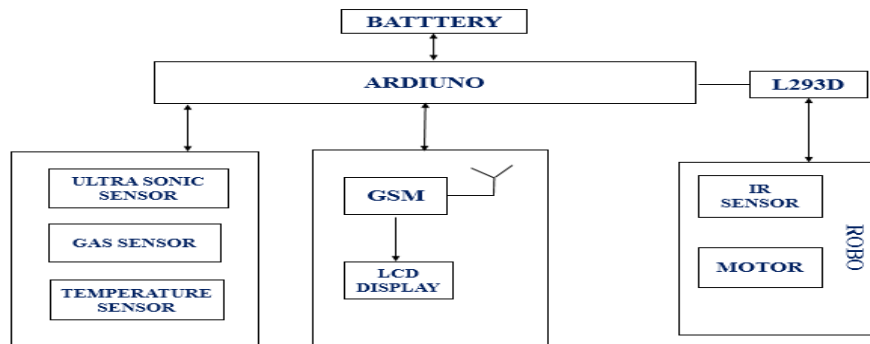 BATTTERY
ARDIUNO
L293D
ULTRA SONIC
SENSOR
GAS SENSOR
TEMPERATURE
SENSOR
GSM
LCD
DISPLAY
IR
SENSOR
MOTOR
ROBO